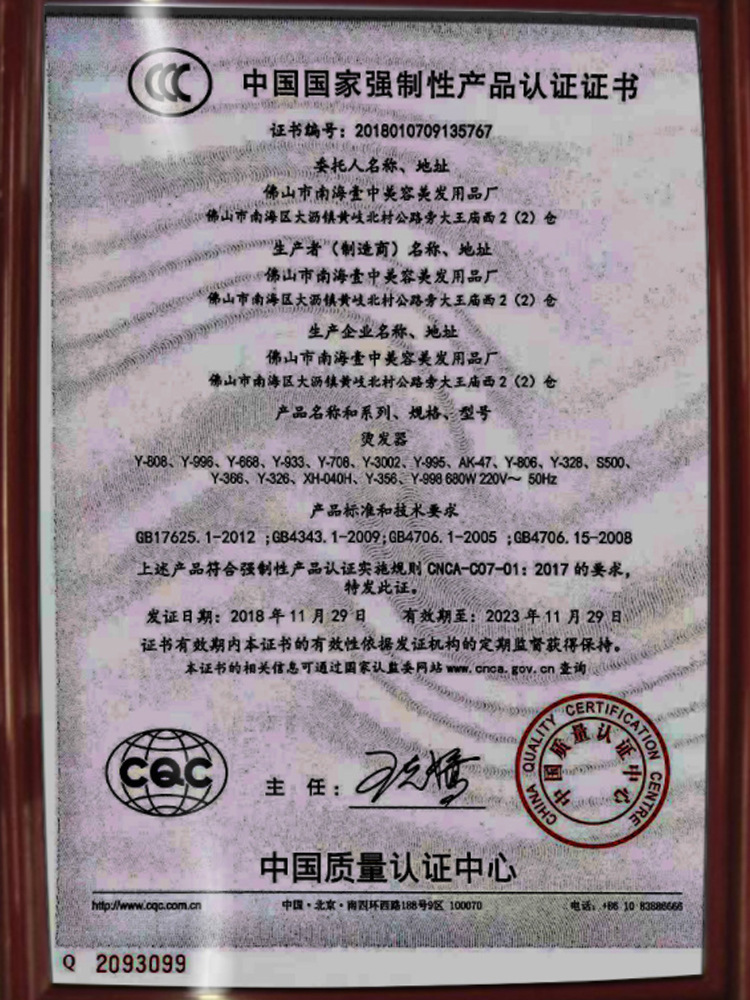 中国国家强制性产品认证证书
证书编号：2018010709135767
委托人名称、地址
佛山市南海壹中美容美发用品厂
佛山市南海区大沥镇黄岐北村公路旁大王庙西2（2）仓
生产者（制造商）名称、地址
佛山市南海壹中美容美发用品厂
佛山市南海区大沥镇黄岐北村公路旁大王庙西2（2）仓
生产企业名称、地址
佛山市南海壹中美容美发用品厂
佛山市南海区大沥镇黄岐北村公路旁大王庙西2（2）仓
产品名称和系列、规格、型号
烫发器
Y-808、Y-996、Y-668、Y-933、Y-708、Y-3002、Y-995、AK-47、Y-806、Y-328、S500、
Y-366、Y-326、XH-040H、Y-356、Y-998 680W 220V～ 50Hz
产品标准和技术要求
GB17625.1-2012 ;GB4343.1-2009;GB4706.1-2005 ;GB4706.15-2008
上述产品符合强制性产品认证实施规则 CNCA-C07-01：2017 的要求，
特发此证。
发证日期：2018 年 11 月 29 日 有效期至：2023 年 11 月 29 日
证书有效期内本证书的有效性依据发证机构的定期监督获得保持。
本证书的相关信息可通过国家认监委网站 www.cnca.gov.cn 查询
CQC
主 任：
CHINA QUALITY CERTIFICATION CENTRE
中国质量认证中心
中国质量认证中心
http://www.cqc.com.cn 中国·北京·南四环西路188号9区 100070 电话：+86 10 83886666
Q 2093099